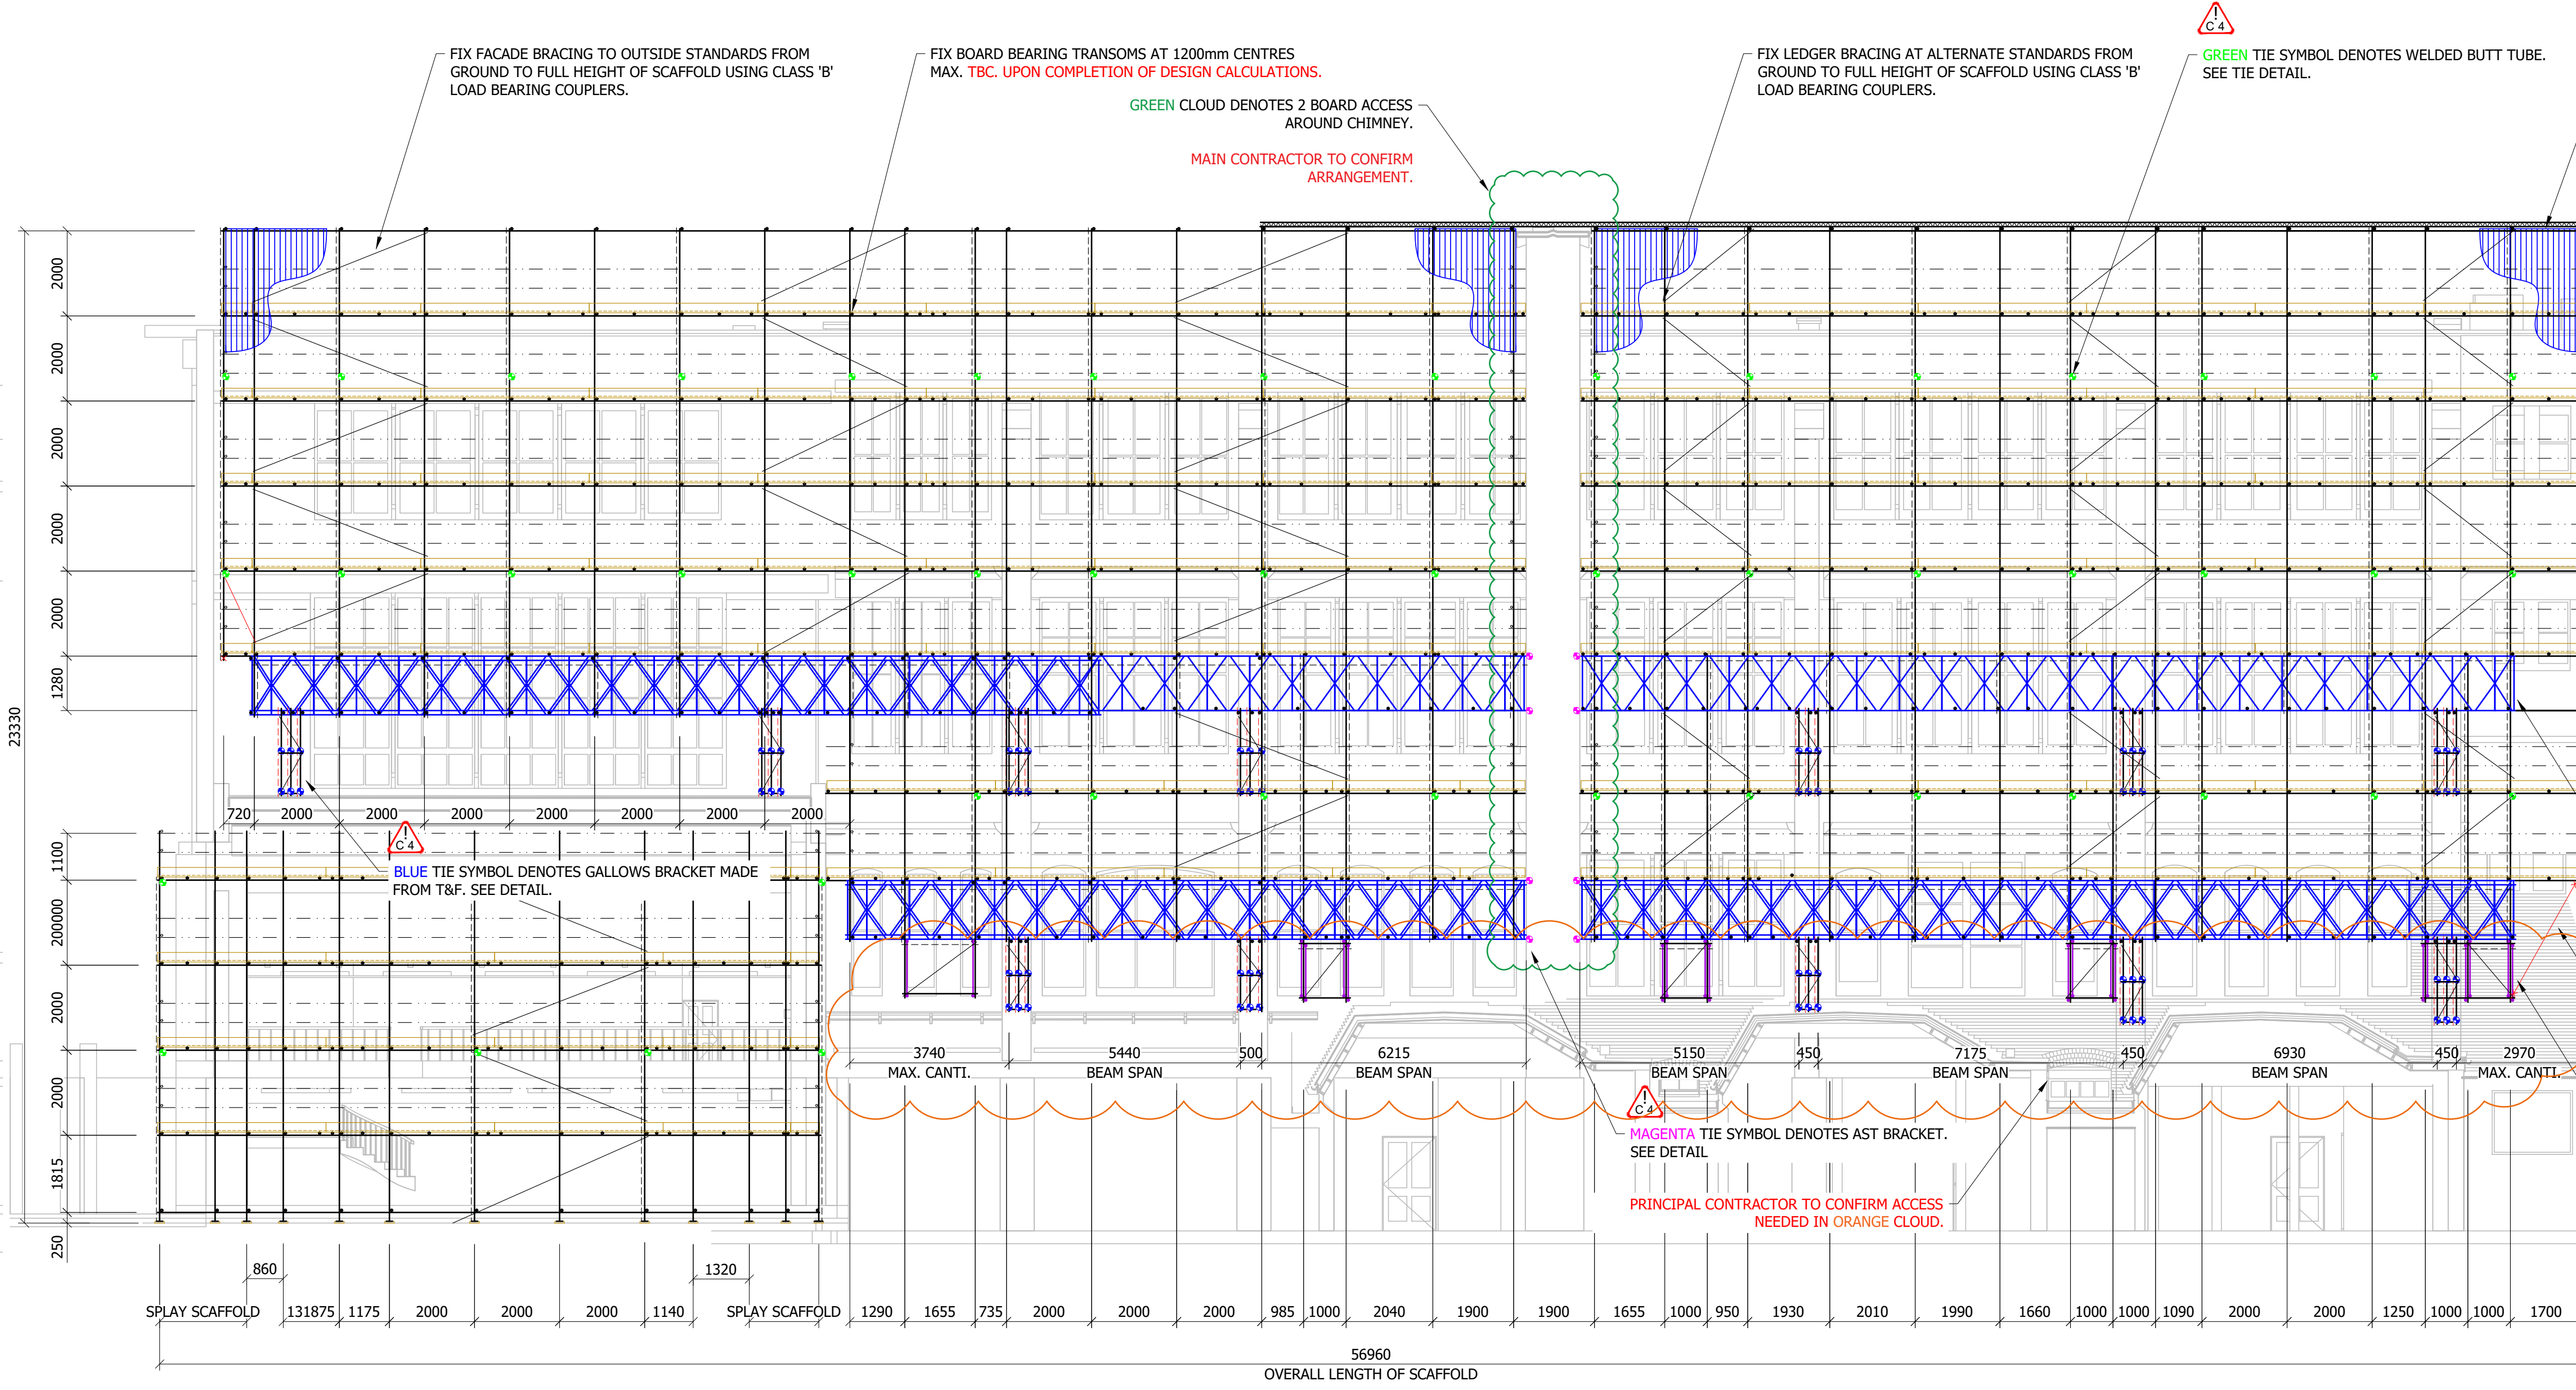 !
C 4
FIX FACADE BRACING TO OUTSIDE STANDARDS FROM
GROUND TO FULL HEIGHT OF SCAFFOLD USING CLASS 'B'
LOAD BEARING COUPLERS.
FIX BOARD BEARING TRANSOMS AT 1200mm CENTRES
MAX. TBC. UPON COMPLETION OF DESIGN CALCULATIONS.
GREEN CLOUD DENOTES 2 BOARD ACCESS
AROUND CHIMNEY.
MAIN CONTRACTOR TO CONFIRM
ARRANGEMENT.
FIX LEDGER BRACING AT ALTERNATE STANDARDS FROM
GROUND TO FULL HEIGHT OF SCAFFOLD USING CLASS 'B'
LOAD BEARING COUPLERS.
GREEN TIE SYMBOL DENOTES WELDED BUTT TUBE.
SEE TIE DETAIL.
23330
2000
2000
2000
2000
2000
11280
1100
200000
2000
2000
1815
250
720 2000 2000 2000 2000 2000 2000 2000
!
C 4
BLUE TIE SYMBOL DENOTES GALLOWS BRACKET MADE
FROM T&F. SEE DETAIL.
3740 5440 500 6215 5150 450 7175 450 6930 450 2970
MAX. CANTI. BEAM SPAN BEAM SPAN BEAM SPAN BEAM SPAN BEAM SPAN MAX. CANTI.
!
C 4
MAGENTA TIE SYMBOL DENOTES AST BRACKET.
SEE DETAIL
PRINCIPAL CONTRACTOR TO CONFIRM ACCESS
NEEDED IN ORANGE CLOUD.
860 1320
SPLAY SCAFFOLD 131875 1175 2000 2000 2000 1140 SPLAY SCAFFOLD 1290 1655 735 2000 2000 2000 985 1000 2040 1900 1900 1655 1000 950 1930 2010 1990 1660 1000 1000 1090 2000 2000 1250 1000 1000 1700
56960
OVERALL LENGTH OF SCAFFOLD